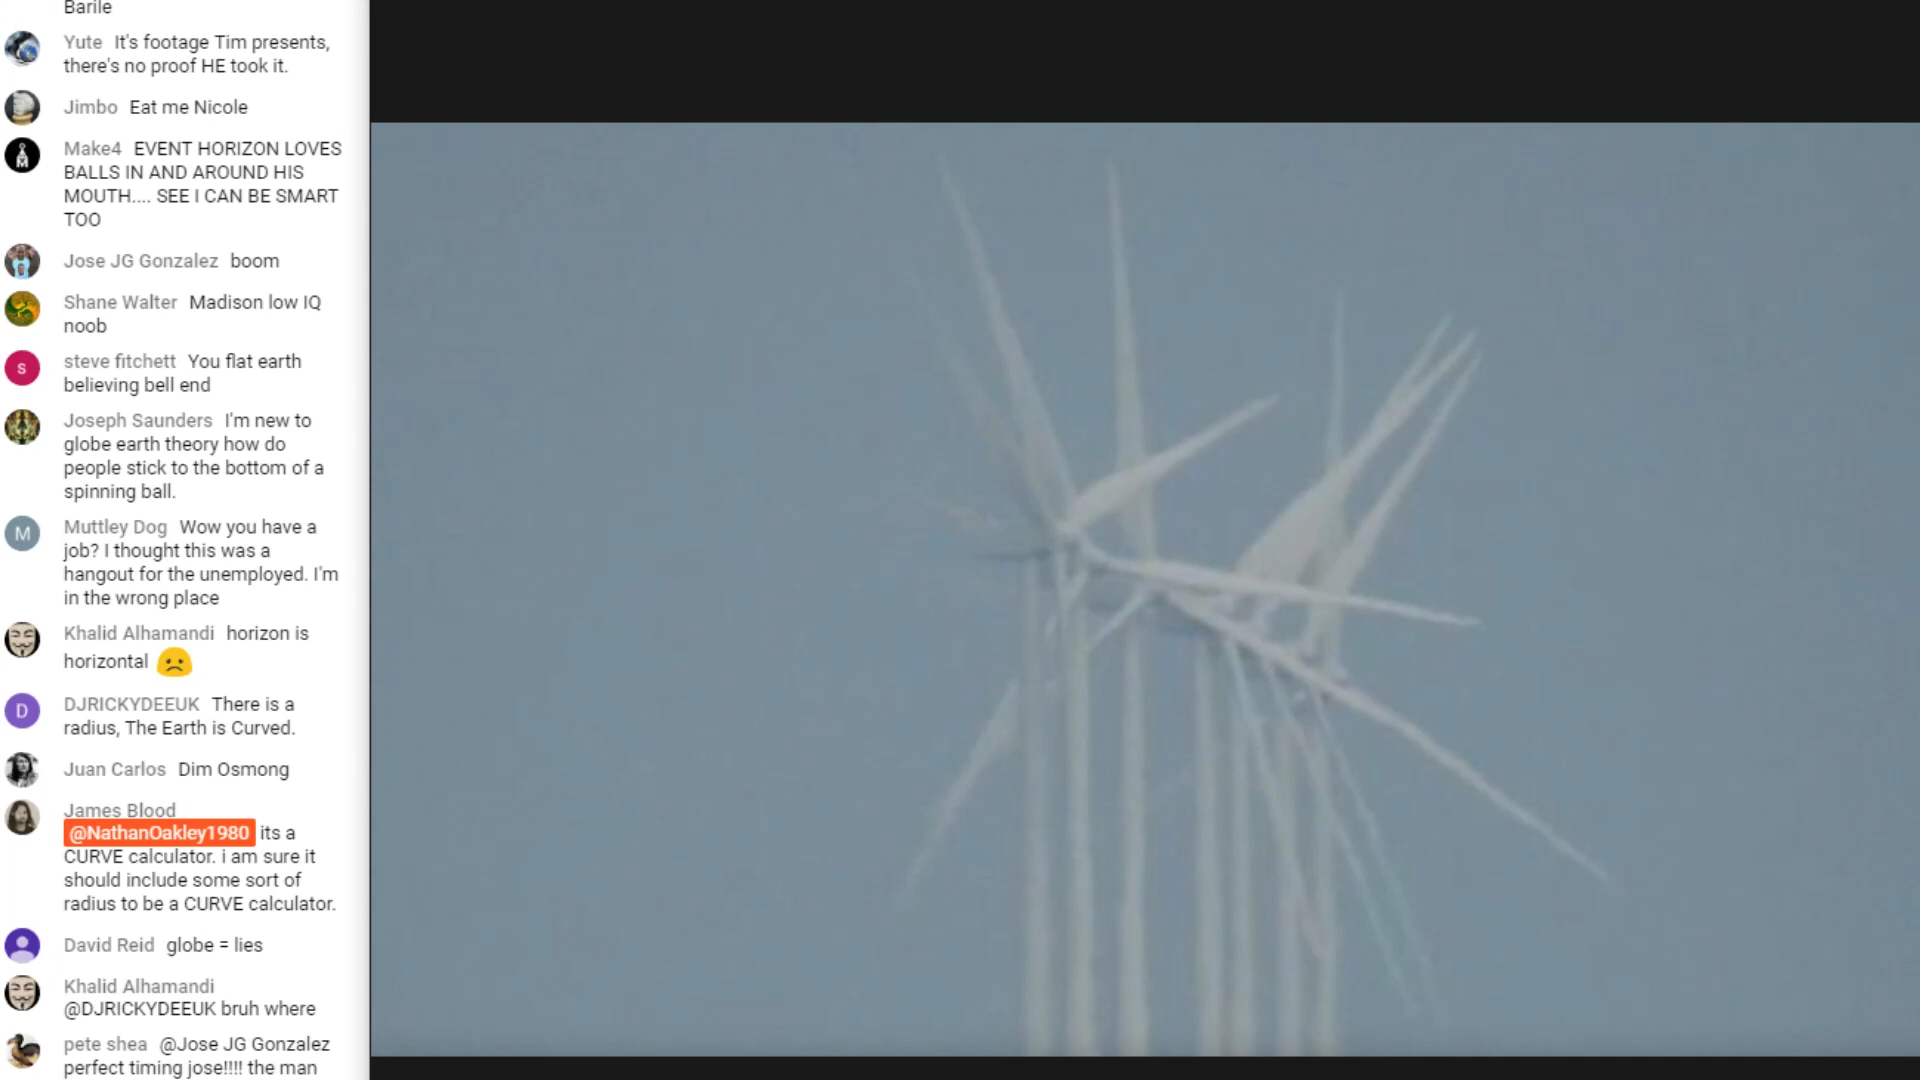 Barile
Yute It's footage Tim presents,
there's no proof HE took it.
Jimbo Eat me Nicole
Make4 EVENT HORIZON LOVES
BALLS IN AND AROUND HIS
MOUTH.... SEE I CAN BE SMART
TOO
Jose JG Gonzalez boom
Shane Walter Madison low IQ
noob
s
steve fitchett You flat earth
believing bell end
Joseph Saunders I'm new to
globe earth theory how do
people stick to the bottom of a
spinning ball.
M
Muttley Dog Wow you have a
job? I thought this was a
hangout for the unemployed. I'm
in the wrong place
Khalid Alhamandi horizon is
horizontal
D
DJRICKYDEEUK There is a
radius, The Earth is Curved.
Juan Carlos Dim Osmong
James Blood
@NathanOakley1980 its a
CURVE calculator. i am sure it
should include some sort of
radius to be a CURVE calculator.
David Reid globe = lies
Khalid Alhamandi
@DJRICKYDEEUK bruh where
pete shea @Jose JG Gonzalez
perfect timing jose!!!! the man